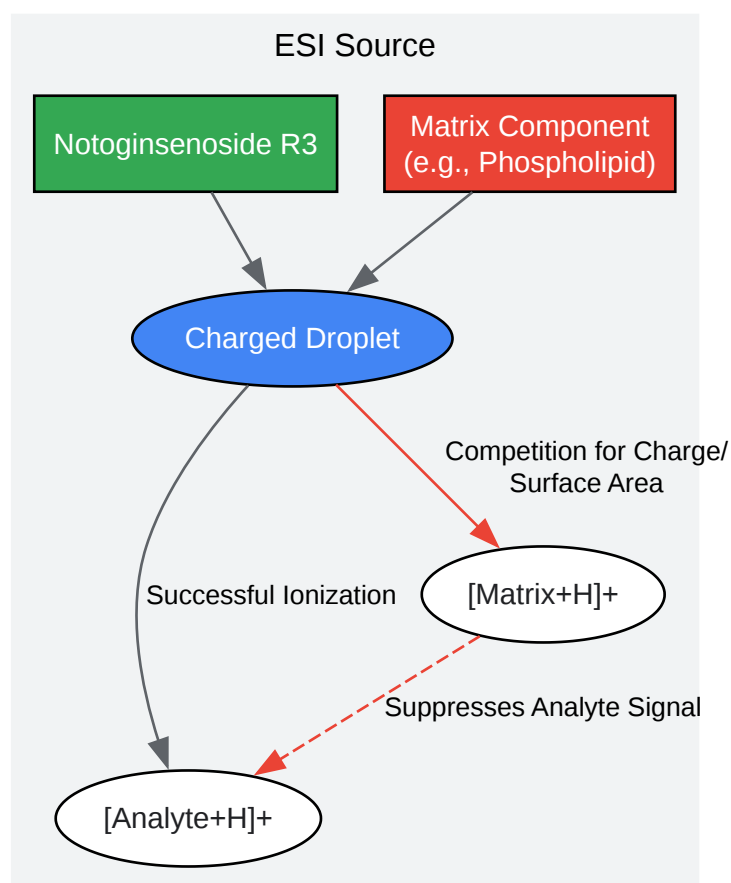 ESI Source
Notoginsenoside R3
Matrix Component
(e.g., Phospholipid)
Charged Droplet
Competition for Charge/
Surface Area
Successful Ionization
[Matrix+H]+
Suppresses Analyte Signal
[Analyte+H]+